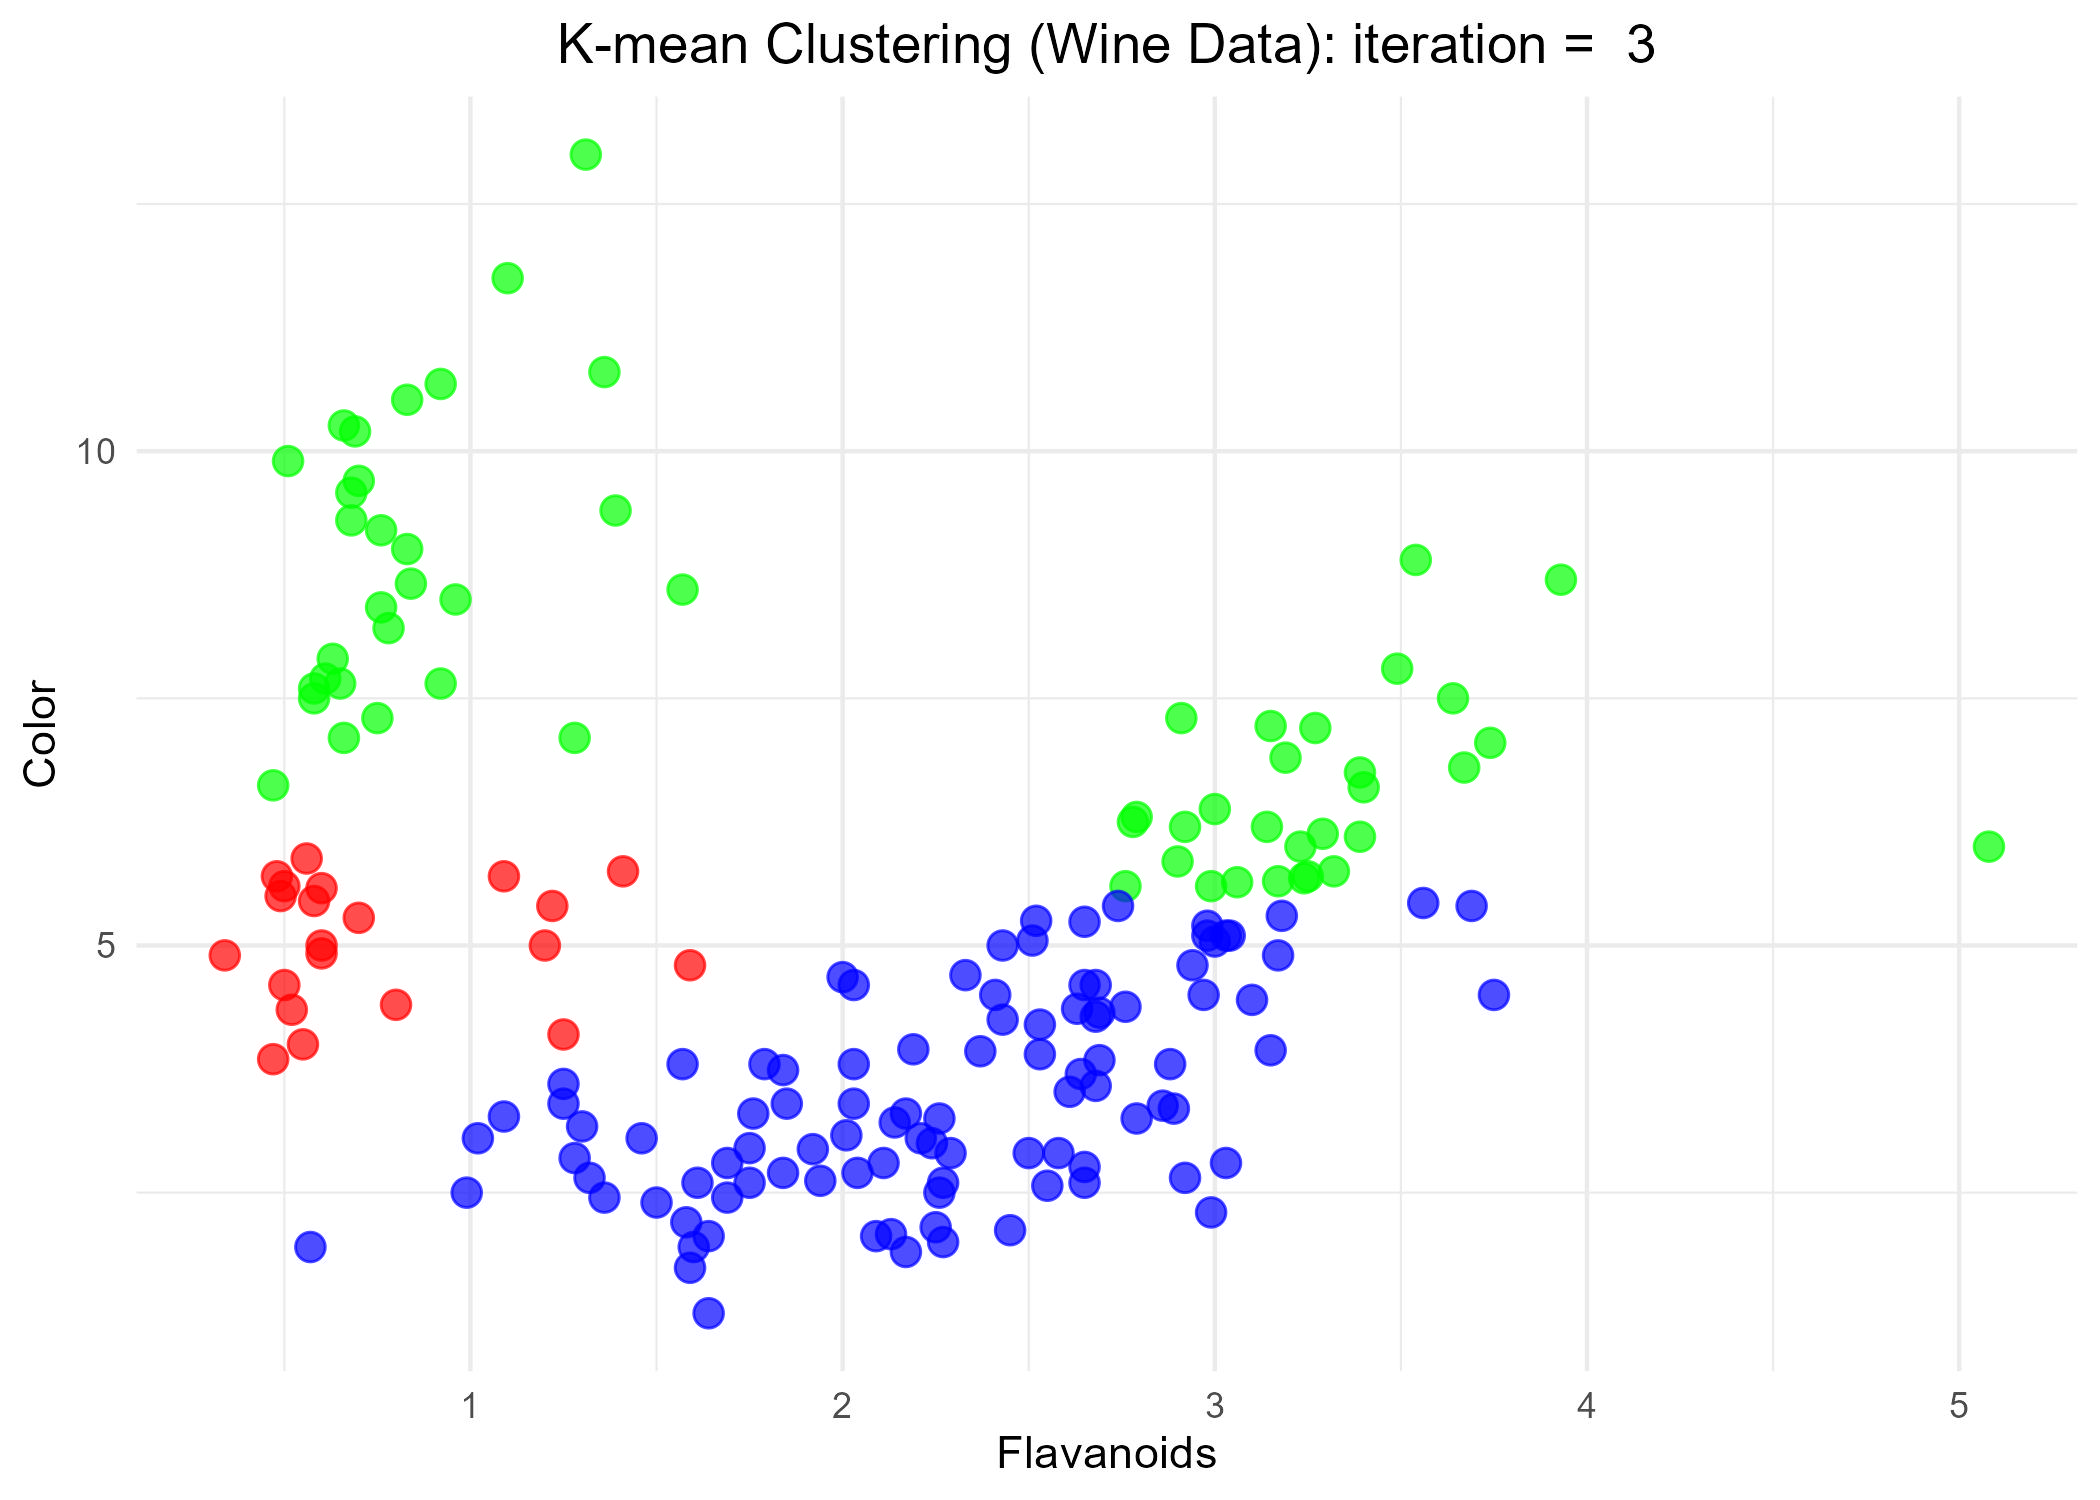 K-mean Clustering (Wine Data): iteration =  3
10
5
Color
1 2 3 4 5
Flavanoids